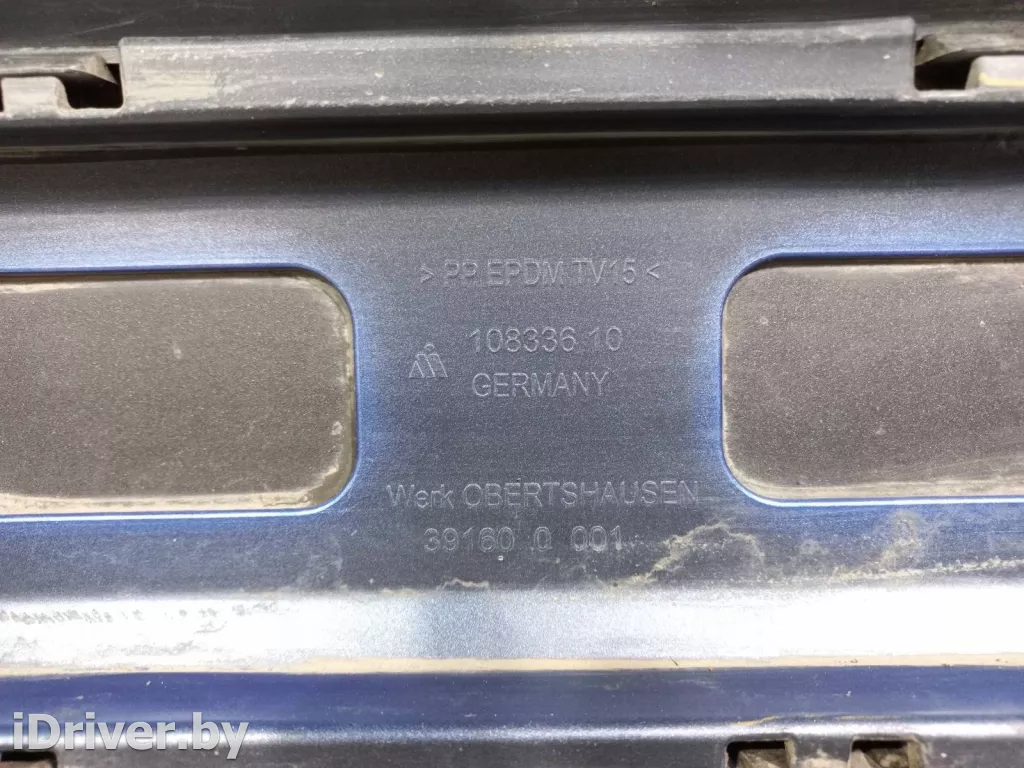 > PP EPDM TV15 <
108336 10
GERMANY
Werk OBERTSHAUSEN
39160 .0 001
iDriver.by